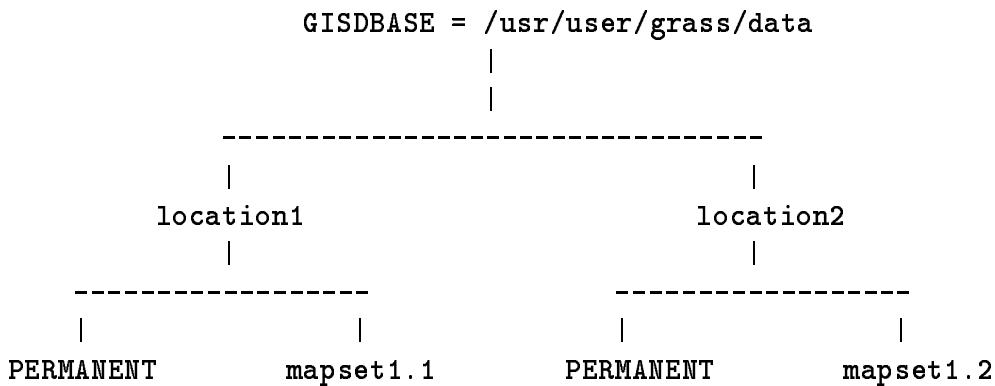 GISDBASE = /usr/user/grass/data
|
|
---------------------------------
| |
location1 location2
| |
------------------ ------------------
| | | |
PERMANENT mapset1.1 PERMANENT mapset1.2